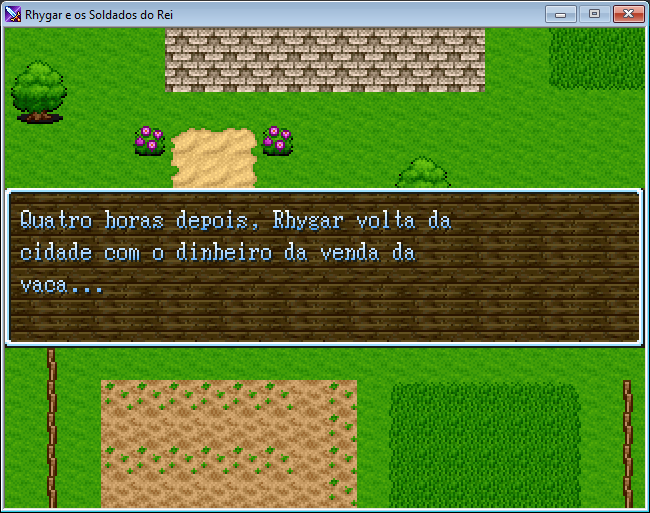 Rhygar e os Soldados do Rei
Quatro horas depois, Rhygar volta da
cidade com o dinheiro da venda da
vaca...